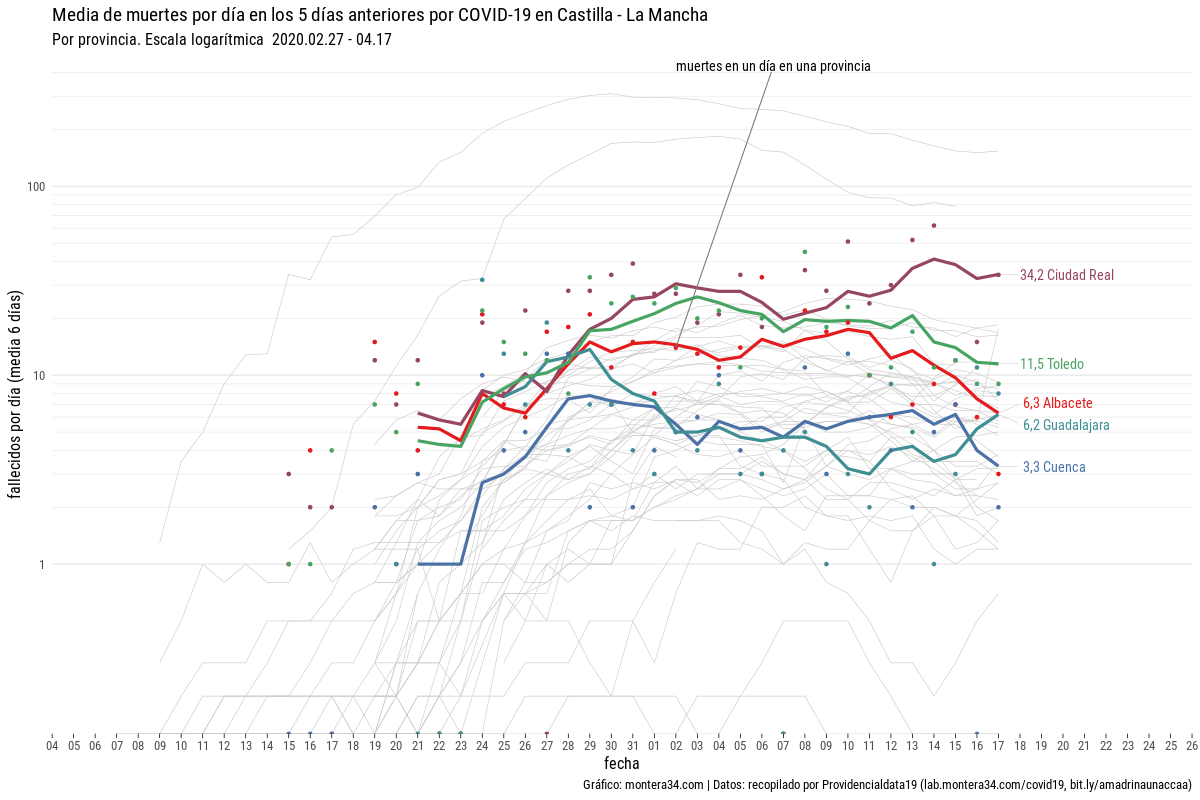 Media de muertes por día en los 5 días anteriores por COVID-19 en Castilla - La Mancha
Por provincia. Escala logarítmica  2020.02.27 - 04.17
muertes en un día en una provincia
fallecidos por día (media 6 días)
100
10
1
34,2 Ciudad Real
11,5 Toledo
6,3 Albacete
6,2 Guadalajara
3,3 Cuenca
04 05 06 07 08 09 10 11 12 13 14 15 16 17 18 19 20 21 22 23 24 25 26 27 28 29 30 31 01 02 03 04 05 06 07 08 09 10 11 12 13 14 15 16 17 18 19 20 21 22 23 24 25 26
fecha
Gráfico: montera34.com | Datos: recopilado por Providencialdata19 (lab.montera34.com/covid19, bit.ly/amadrinaunaccaa)